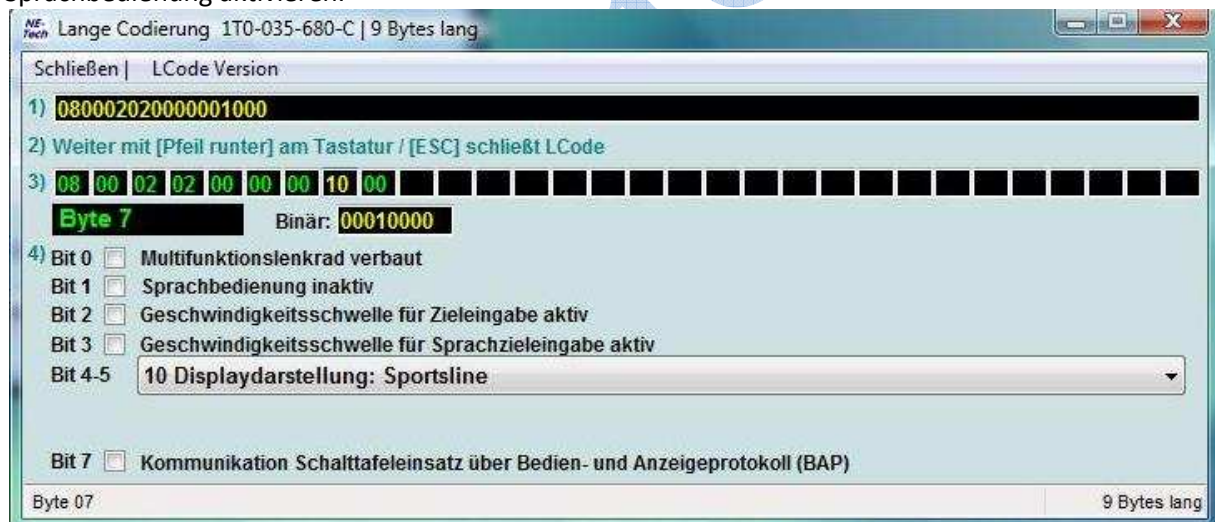 Sprachbedienung aktivieren.
NE-Tech Lange Codierung 1T0-035-680-C | 9 Bytes lang
Schließen | LCode Version
1) 080002020000001000
2) Weiter mit [Pfeil runter] am Tastatur / [ESC] schließt LCode
3) 08 00 02 02 00 00 00 10 00
Byte 7 Binär: 00010000
4) Bit 0 Multifunktionslenkrad verbaut
Bit 1 Sprachbedienung inaktiv
Bit 2 Geschwindigkeitsschwelle für Zieleingabe aktiv
Bit 3 Geschwindigkeitsschwelle für Sprachzieleingabe aktiv
Bit 4-5 10 Displaydarstellung: Sportsline
Bit 7 Kommunikation Schalttafeleinsatz über Bedien- und Anzeigeprotokoll (BAP)
Byte 07 9 Bytes lang